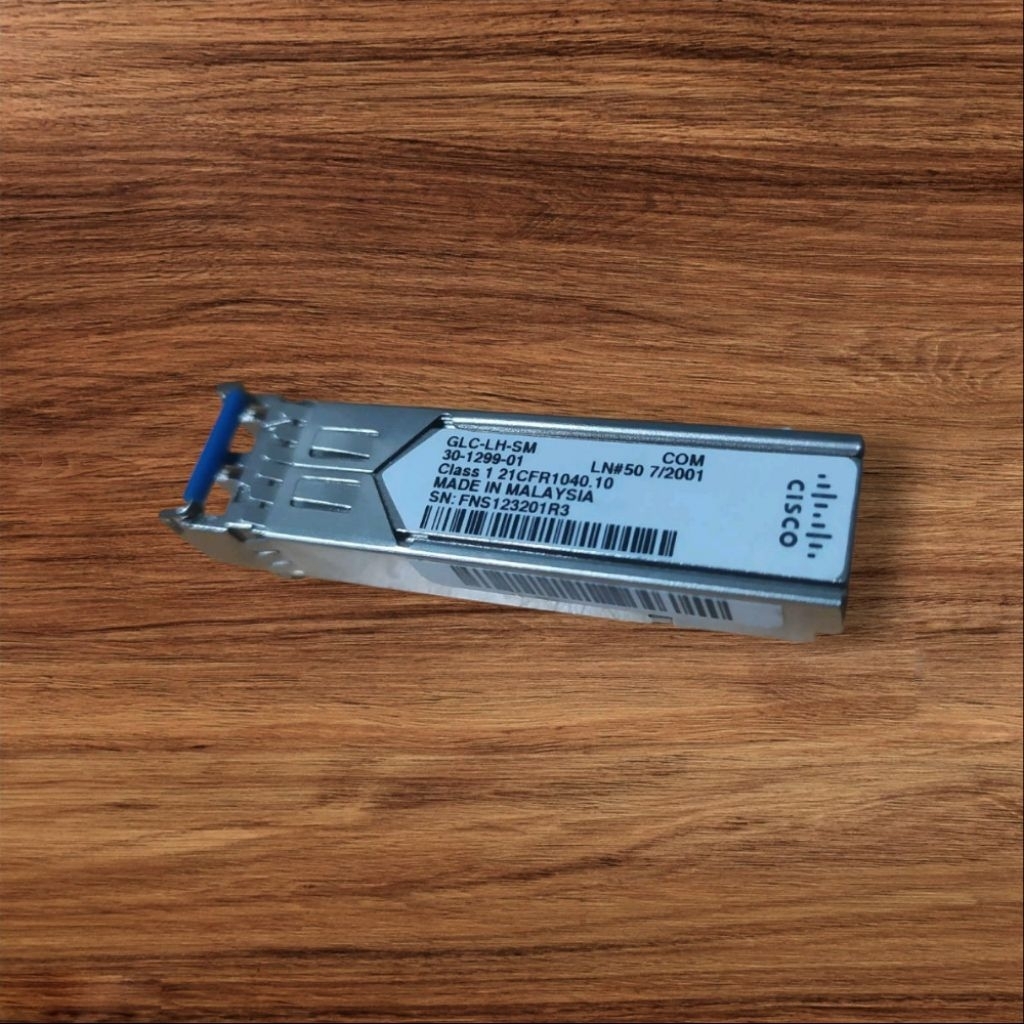 GLC-LH-SM
COM
30-1299-01
LN#50 7/2001
Class 1 21CFR1040.10
MADE IN MALAYSIA
SN: FNS123201R3
CISCO